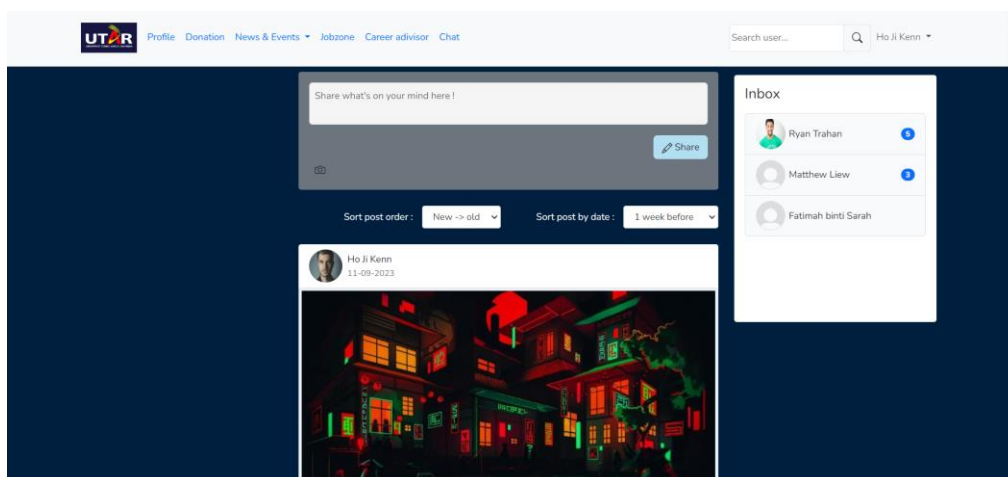 UTAR
Profile Donation News & Events Jobzone Career adivisor Chat
Search user...
Ho Ji Kenn
Share what's on your mind here !
Share
Sort post order :
New -> old
Sort post by date :
1 week before
Ho Ji Kenn
11-09-2023
Inbox
Ryan Trahan
5
Matthew Liew
3
Fatimah binti Sarah